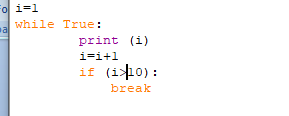 i=1
while True:
        print (i)
        i=i+1
        if (i>10):
            break